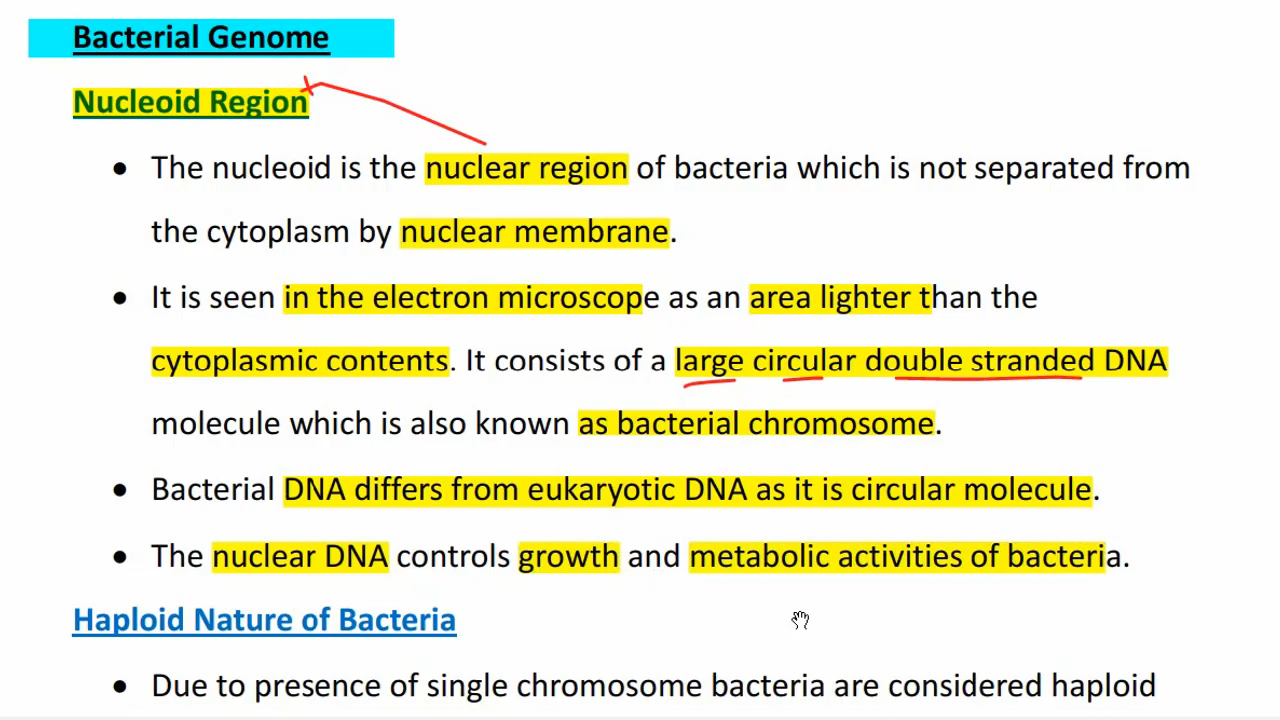 Bacterial Genome
Nucleoid Region
• The nucleoid is the nuclear region of bacteria which is not separated from
the cytoplasm by nuclear membrane.
• It is seen in the electron microscope as an area lighter than the
cytoplasmic contents. It consists of a large circular double stranded DNA
molecule which is also known as bacterial chromosome.
• Bacterial DNA differs from eukaryotic DNA as it is circular molecule.
• The nuclear DNA controls growth and metabolic activities of bacteria.
Haploid Nature of Bacteria
• Due to presence of single chromosome bacteria are considered haploid